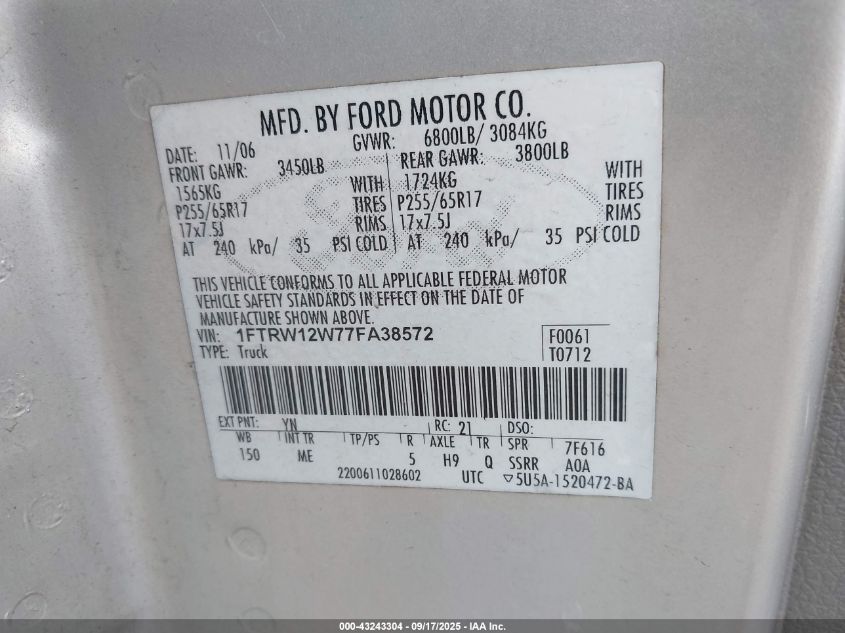 MFD. BY FORD MOTOR CO.
DATE: 11/06 GVWR: 6800LB/ 3084KG
FRONT GAWR: 3450LB REAR GAWR: 3800LB
1565KG WITH 1724KG WITH
P255/65R17 TIRES P255/65R17 TIRES
17x7.5J RIMS 17x7.5J RIMS
AT 240 kPa/ 35 PSI COLD AT 240 kPa/ 35 PSI COLD
THIS VEHICLE CONFORMS TO ALL APPLICABLE FEDERAL MOTOR
VEHICLE SAFETY STANDARDS IN EFFECT ON THE DATE OF
MANUFACTURE SHOWN ABOVE.
VIN: 1FTRW12W77FA38572 F0061
TYPE: Truck T0712
EXT PNT: YN RC: 21 DSO:
WB INT TR TP/PS R AXLE TR SPR 7F616
150 ME 5 H9 Q SSRR AOA
2200611028602 UTC ▽5U5A-1520472-BA
000-43243304 - 09/17/2025 - IAA Inc.